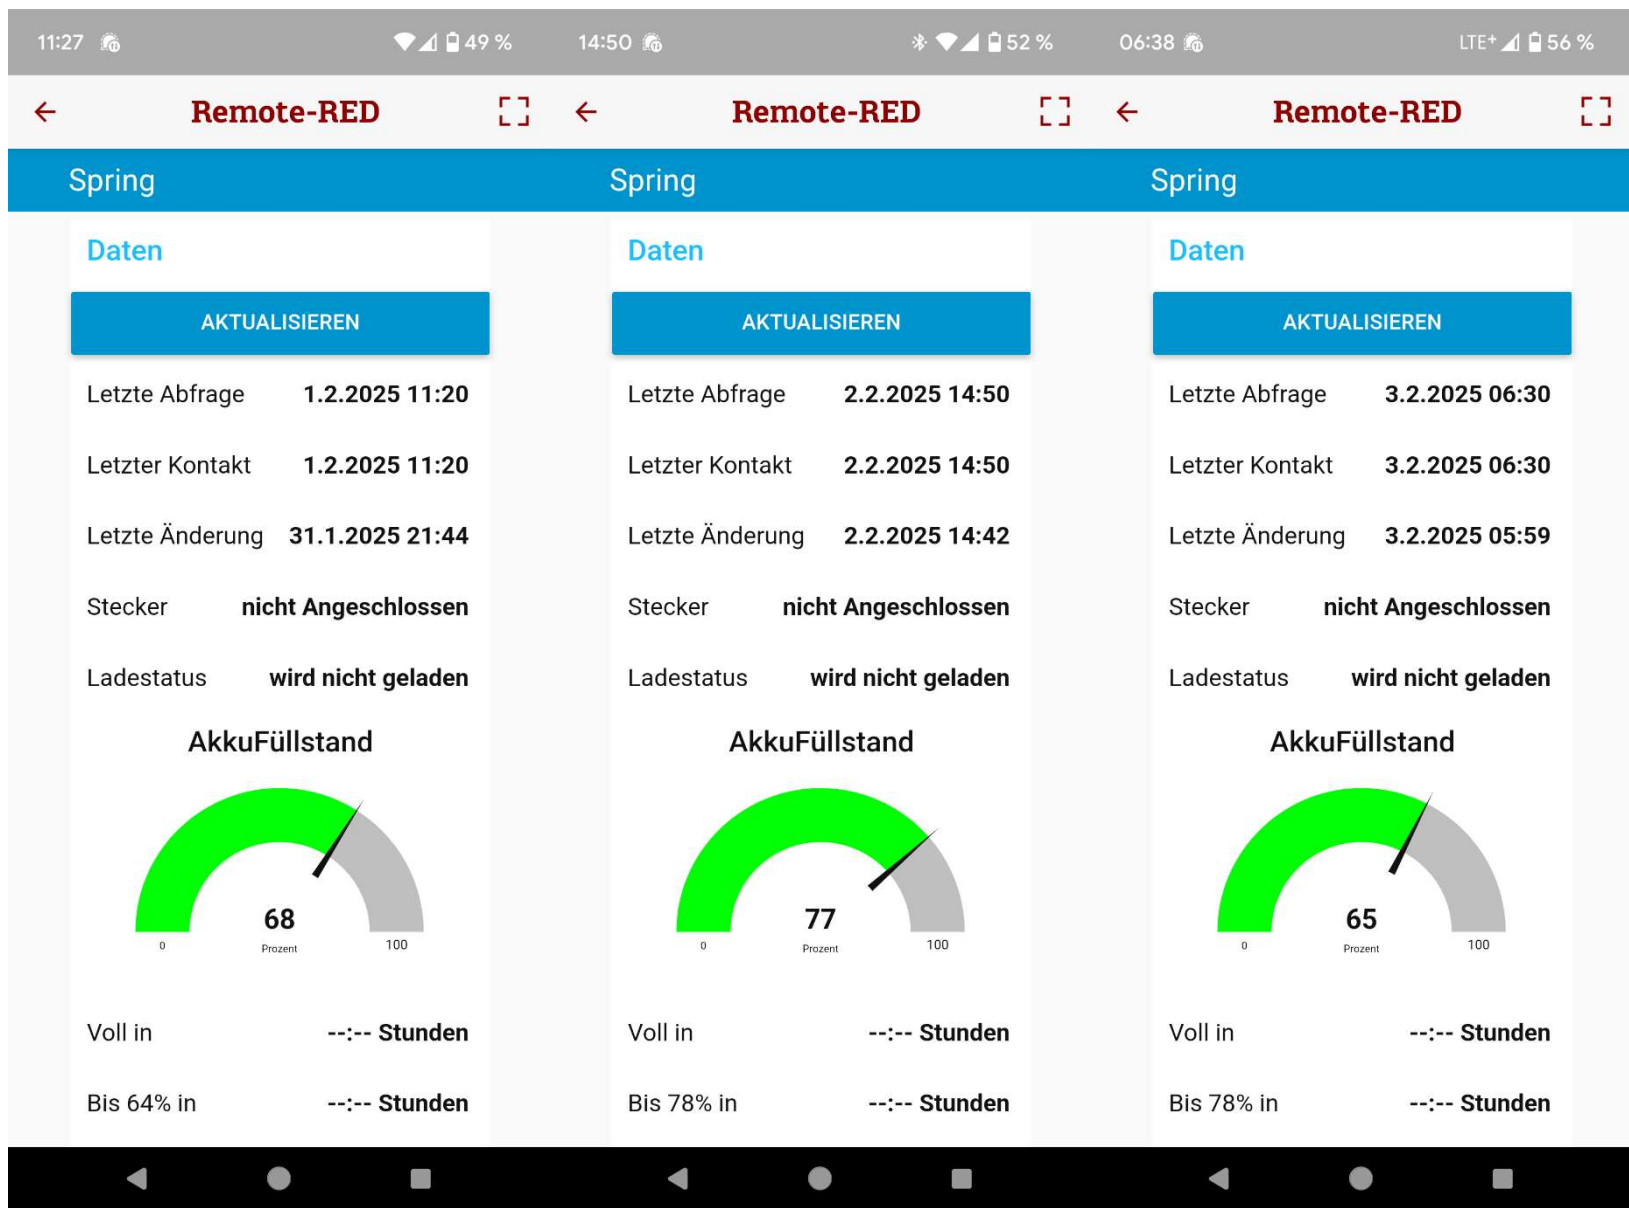 11:27 49 %
Remote-RED
Spring
Daten
AKTUALISIEREN
Letzte Abfrage 1.2.2025 11:20
Letzter Kontakt 1.2.2025 11:20
Letzte Änderung 31.1.2025 21:44
Stecker nicht Angeschlossen
Ladestatus wird nicht geladen
AkkuFüllstand
68
0 Prozent 100
Voll in --:-- Stunden
Bis 64% in --:-- Stunden
14:50 52 %
Remote-RED
Spring
Daten
AKTUALISIEREN
Letzte Abfrage 2.2.2025 14:50
Letzter Kontakt 2.2.2025 14:50
Letzte Änderung 2.2.2025 14:42
Stecker nicht Angeschlossen
Ladestatus wird nicht geladen
AkkuFüllstand
77
0 Prozent 100
Voll in --:-- Stunden
Bis 78% in --:-- Stunden
06:38 LTE+ 56 %
Remote-RED
Spring
Daten
AKTUALISIEREN
Letzte Abfrage 3.2.2025 06:30
Letzter Kontakt 3.2.2025 06:30
Letzte Änderung 3.2.2025 05:59
Stecker nicht Angeschlossen
Ladestatus wird nicht geladen
AkkuFüllstand
65
0 Prozent 100
Voll in --:-- Stunden
Bis 78% in --:-- Stunden